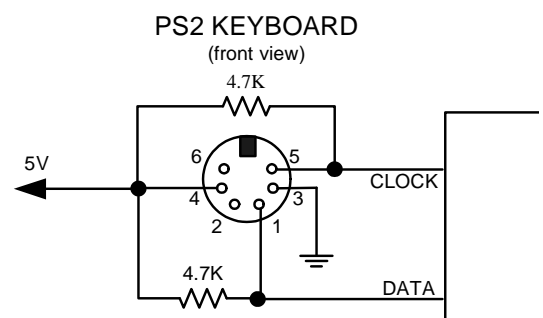 PS2 KEYBOARD
(front view)
4.7K
6
5
5V
CLOCK
4
3
2
1
4.7K
DATA